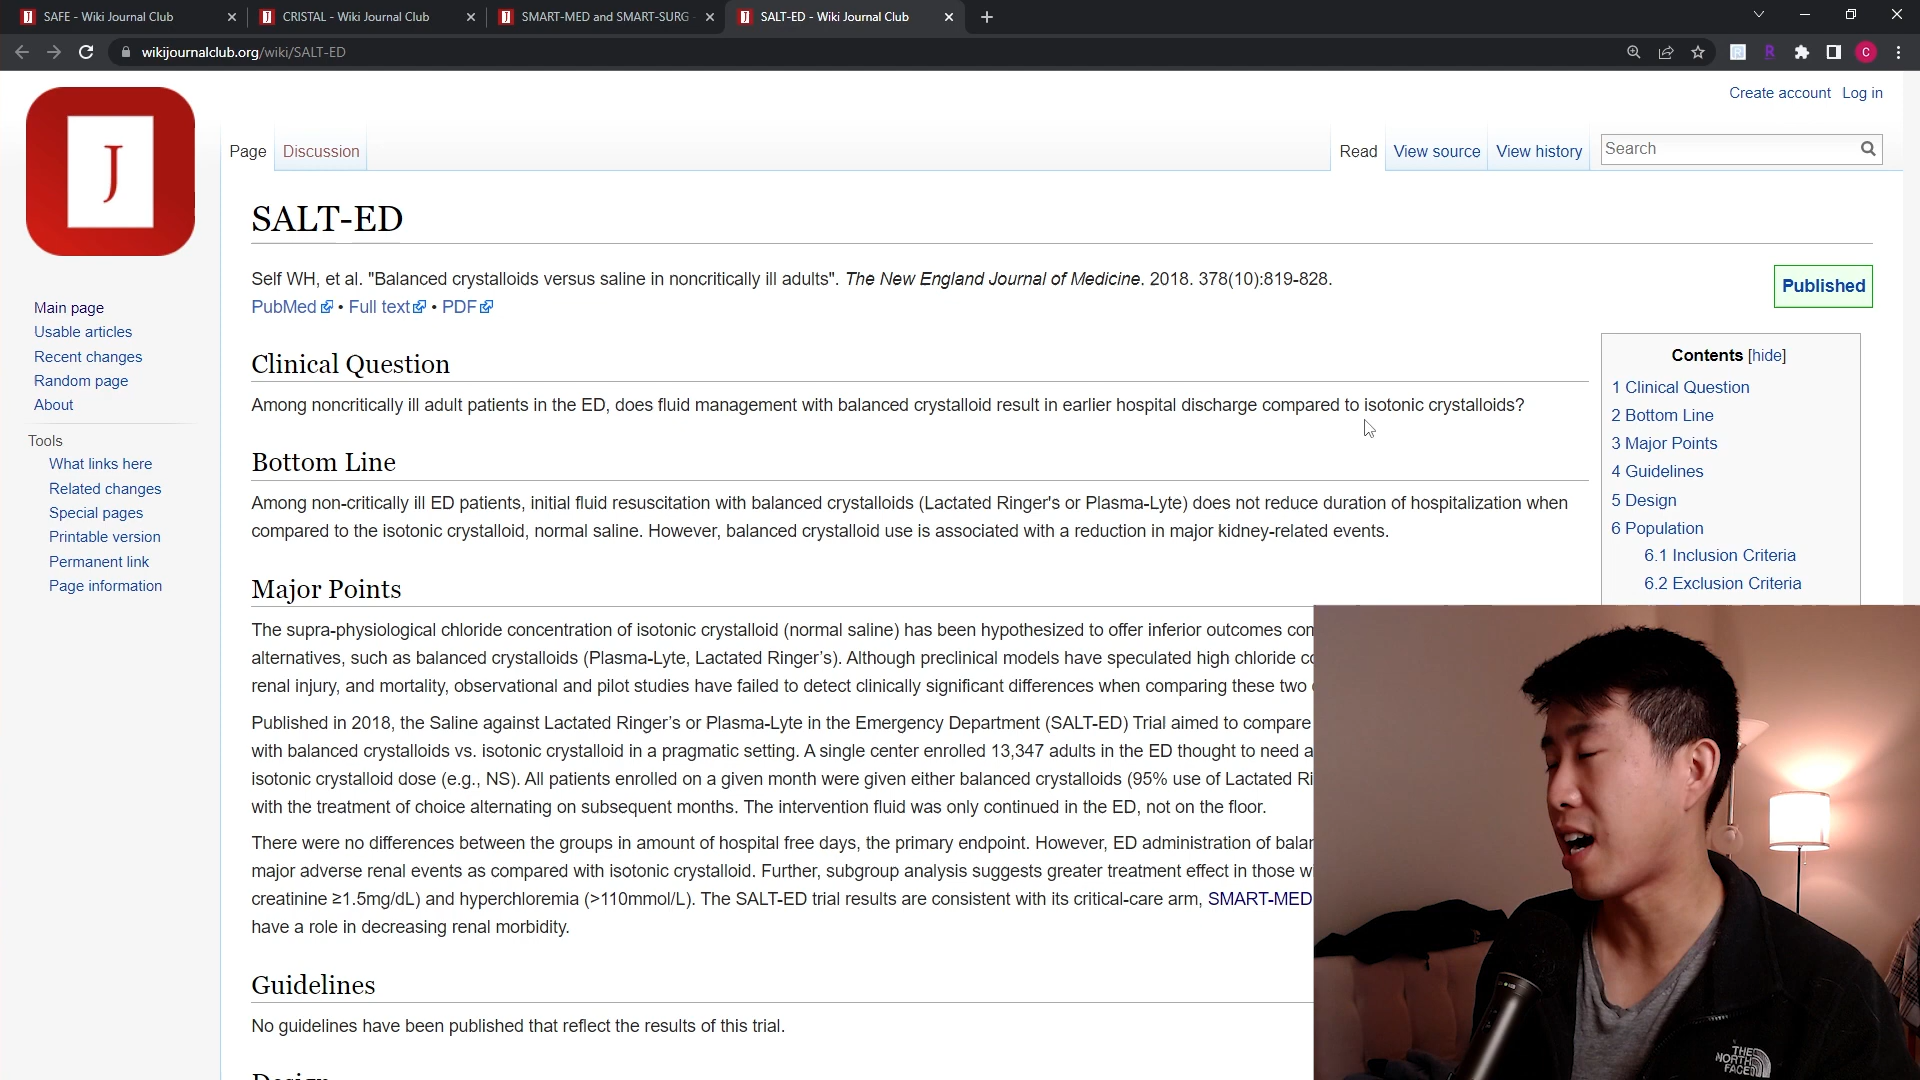 SAFE - Wiki Journal Club
CRISTAL - Wiki Journal Club
SMART-MED and SMART-SURG
SALT-ED - Wiki Journal Club
wikijournalclub.org/wiki/SALT-ED
Create account Log in
J
Page Discussion
Read View source View history Search
SALT-ED
Self WH, et al. "Balanced crystalloids versus saline in noncritically ill adults". The New England Journal of Medicine. 2018. 378(10):819-828.
PubMed • Full text • PDF
Published
Main page
Usable articles
Recent changes
Random page
About
Tools
What links here
Related changes
Special pages
Printable version
Permanent link
Page information
Clinical Question
Among noncritically ill adult patients in the ED, does fluid management with balanced crystalloid result in earlier hospital discharge compared to isotonic crystalloids?
Bottom Line
Among non-critically ill ED patients, initial fluid resuscitation with balanced crystalloids (Lactated Ringer's or Plasma-Lyte) does not reduce duration of hospitalization when
compared to the isotonic crystalloid, normal saline. However, balanced crystalloid use is associated with a reduction in major kidney-related events.
Contents [hide]
1 Clinical Question
2 Bottom Line
3 Major Points
4 Guidelines
5 Design
6 Population
6.1 Inclusion Criteria
6.2 Exclusion Criteria
Major Points
The supra-physiological chloride concentration of isotonic crystalloid (normal saline) has been hypothesized to offer inferior outcomes
alternatives, such as balanced crystalloids (Plasma-Lyte, Lactated Ringer's). Although preclinical models have speculated high chloride
renal injury, and mortality, observational and pilot studies have failed to detect clinically significant differences when comparing these two
Published in 2018, the Saline against Lactated Ringer's or Plasma-Lyte in the Emergency Department (SALT-ED) Trial aimed to compare
with balanced crystalloids vs. isotonic crystalloid in a pragmatic setting. A single center enrolled 13,347 adults in the ED thought to need a
isotonic crystalloid dose (e.g., NS). All patients enrolled on a given month were given either balanced crystalloids (95% use of Lactated
with the treatment of choice alternating on subsequent months. The intervention fluid was only continued in the ED, not on the floor.
There were no differences between the groups in amount of hospital free days, the primary endpoint. However, ED administration of
major adverse renal events as compared with isotonic crystalloid. Further, subgroup analysis suggests greater treatment effect in those
creatinine ≥1.5mg/dL) and hyperchloremia (>110mmol/L). The SALT-ED trial results are consistent with its critical-care arm, SMART-MED
have a role in decreasing renal morbidity.
Guidelines
No guidelines have been published that reflect the results of this trial.
THE
NORTH
FACE